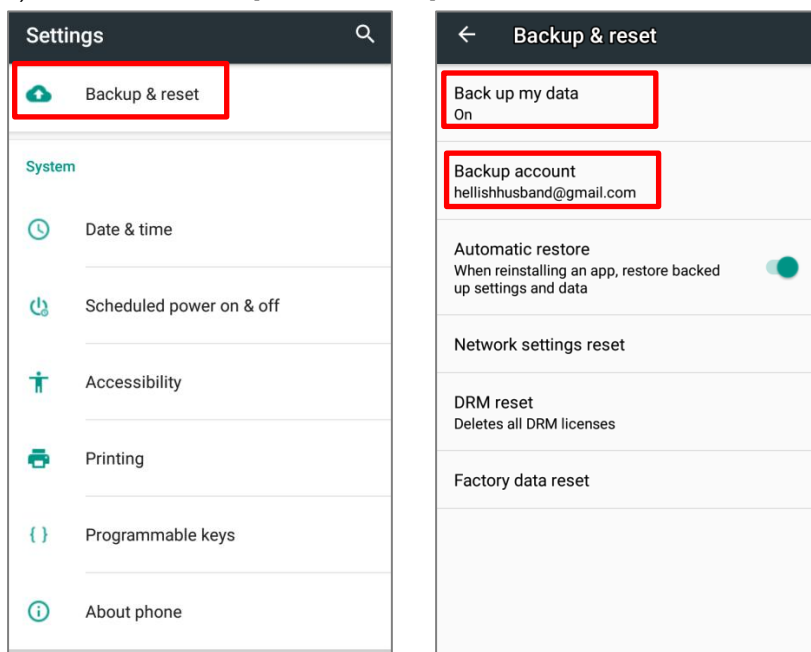 Settings
Backup & reset
System
Date & time
Scheduled power on & off
Accessibility
Printing
{ } Programmable keys
About phone
Backup & reset
Back up my data
On
Backup account
hellishhusband@gmail.com
Automatic restore
When reinstalling an app, restore backed
up settings and data
Network settings reset
DRM reset
Deletes all DRM licenses
Factory data reset